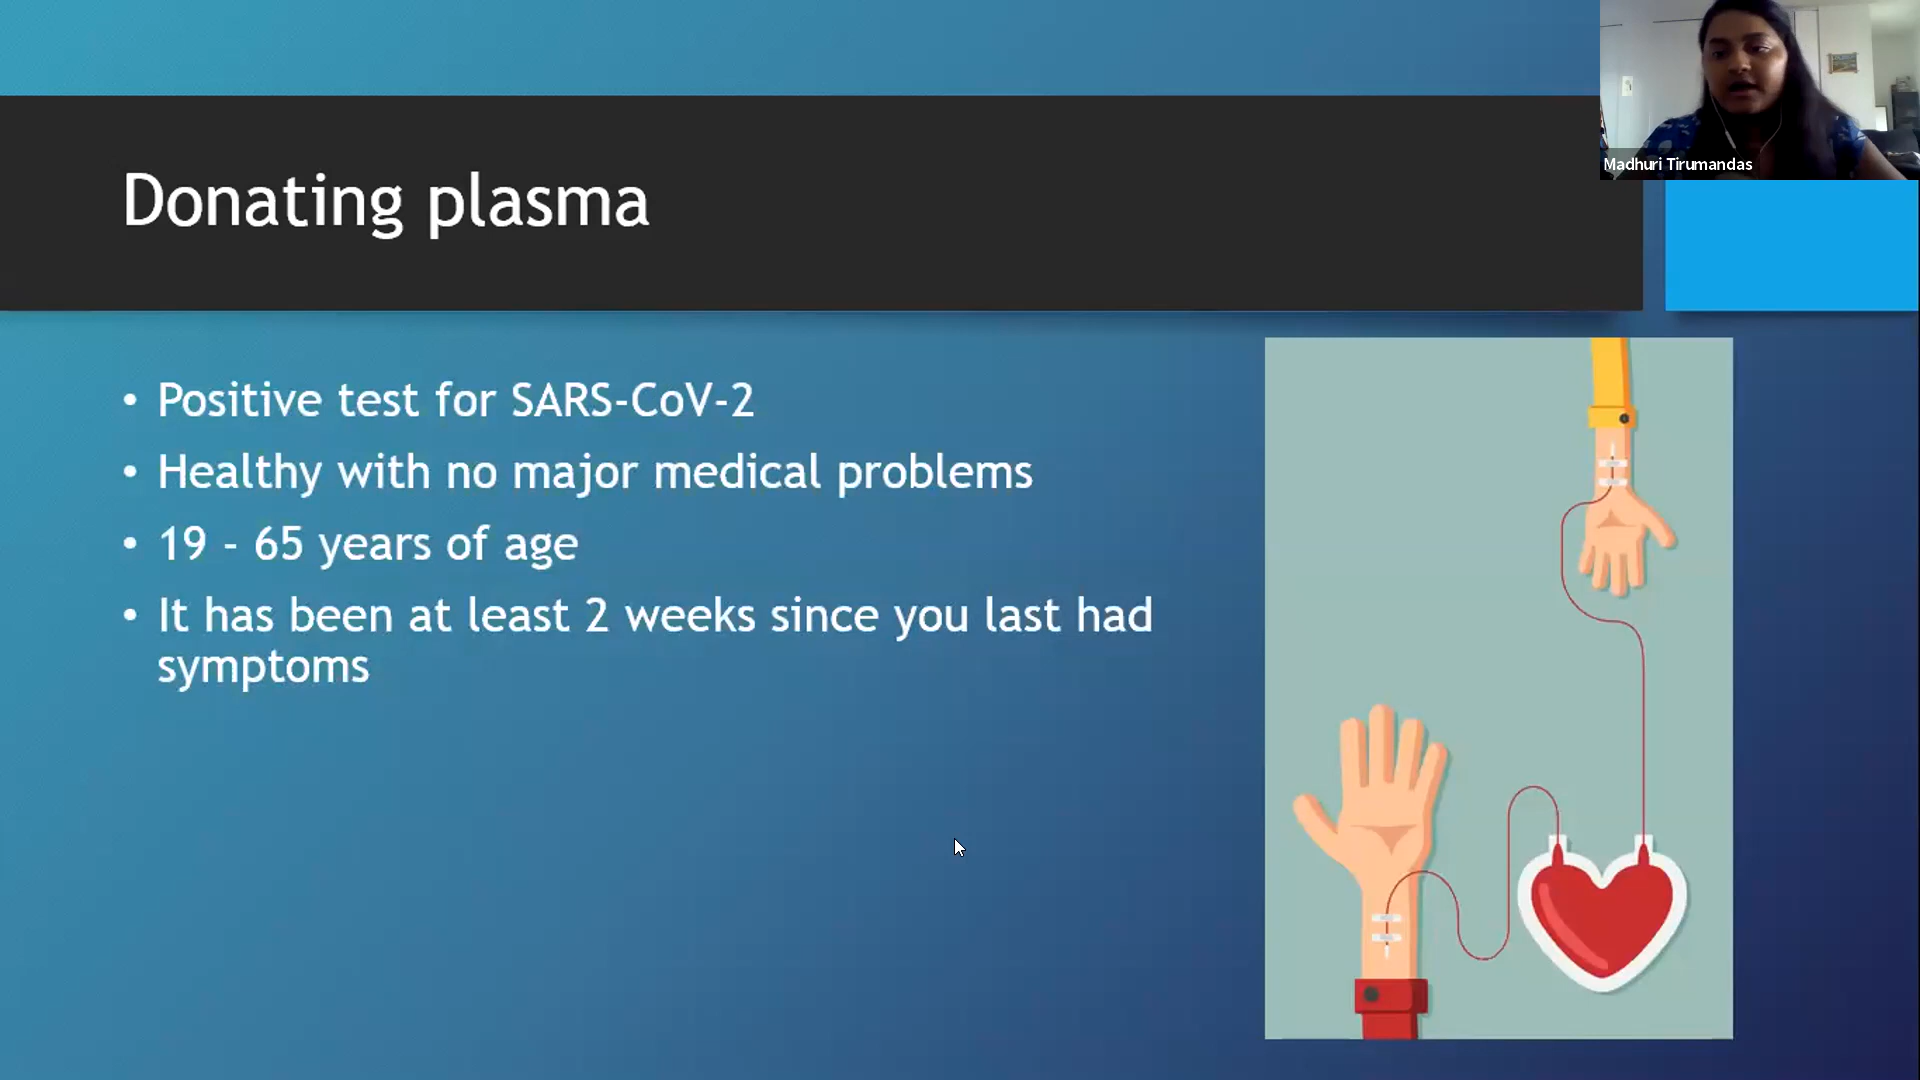 Madhuri Tirumandas
Donating plasma
• Positive test for SARS-CoV-2
• Healthy with no major medical problems
• 19 - 65 years of age
• It has been at least 2 weeks since you last had
symptoms